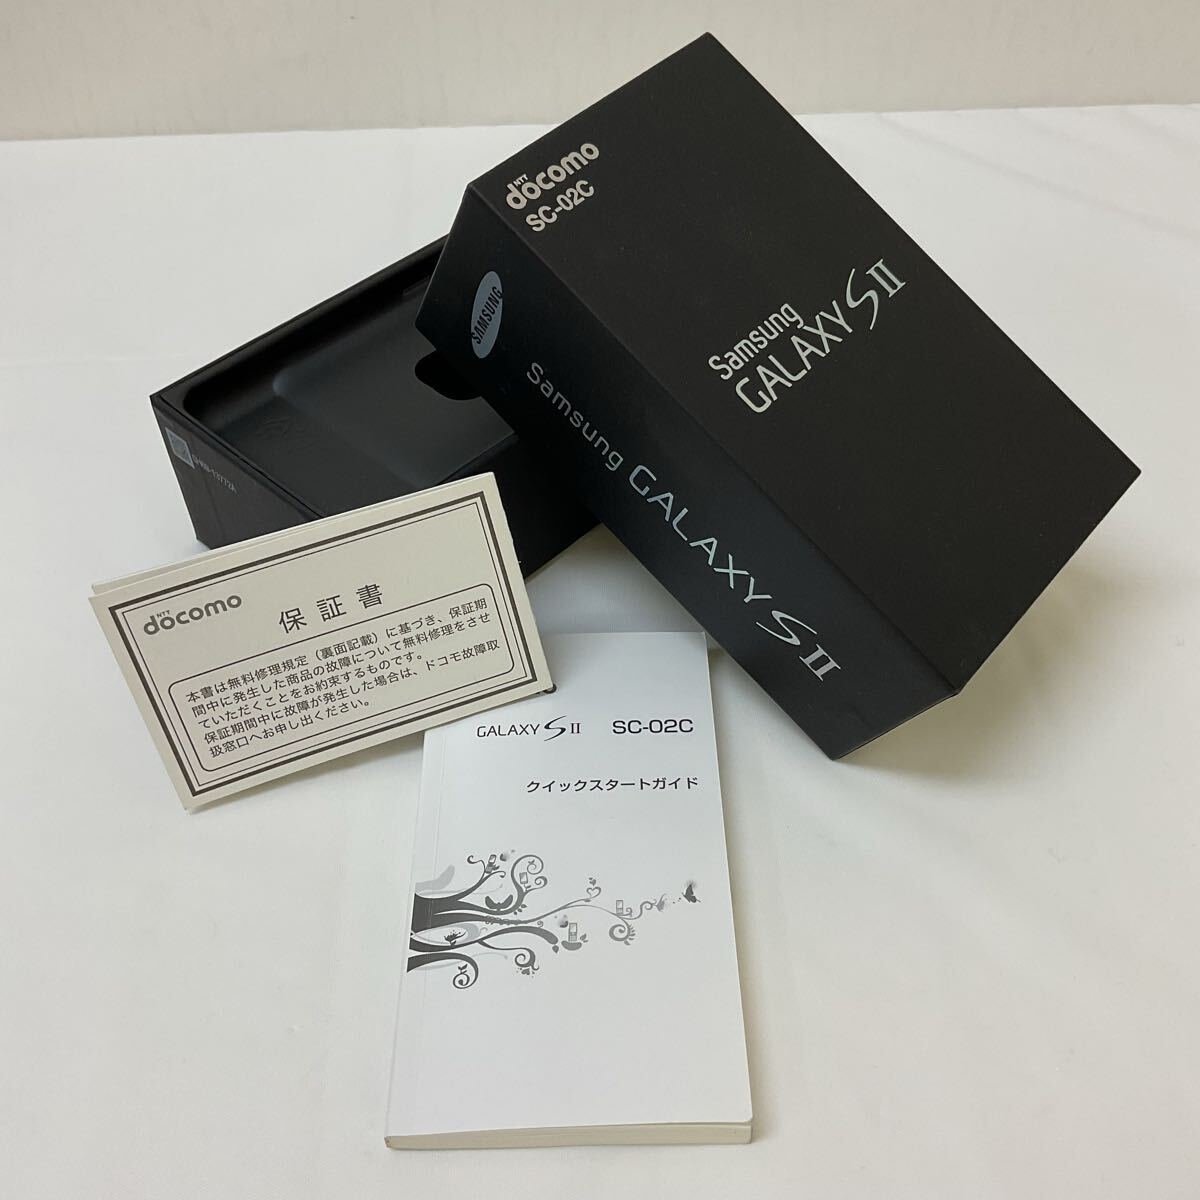 NTT
döcomo
SC-02C
Samsung
GALAXY S II
SAMSUNG
Samsung GALAXY S II
NTT
döcomo
保証書
本書は無料修理規定（裏面記載）に基づき、保証期
間中に発生した商品の故障について無料修理をさせ
ていただくことをお約束するものです。
保証期間中に故障が発生した場合は、ドコモ故障取
扱窓口へお申し出ください。
GALAXY S II SC-02C
クイックスタートガイド